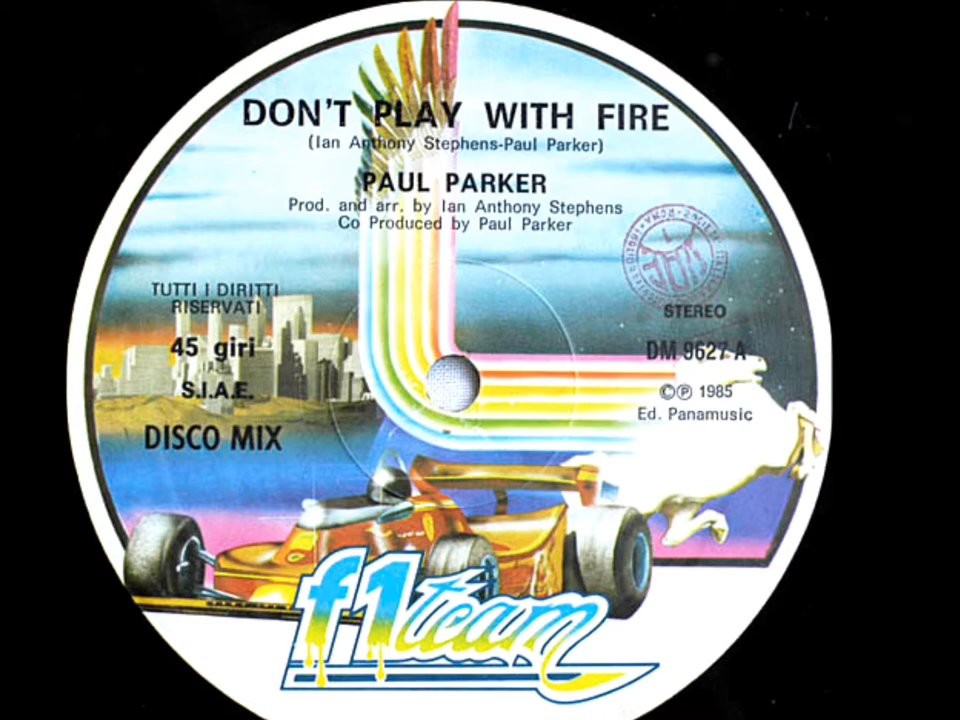 DON'T PLAY WITH FIRE
(Ian Anthony Stephens-Paul Parker)
PAUL PARKER
Prod. and arr. by Ian Anthony Stephens
Co Produced by Paul Parker
TUTTI I DIRITTI
RISERVATI
45 giri
S.I.A.E.
DISCO MIX
STEREO
DM 9627-A
©℗ 1985
Ed. Panamusic
f1 team